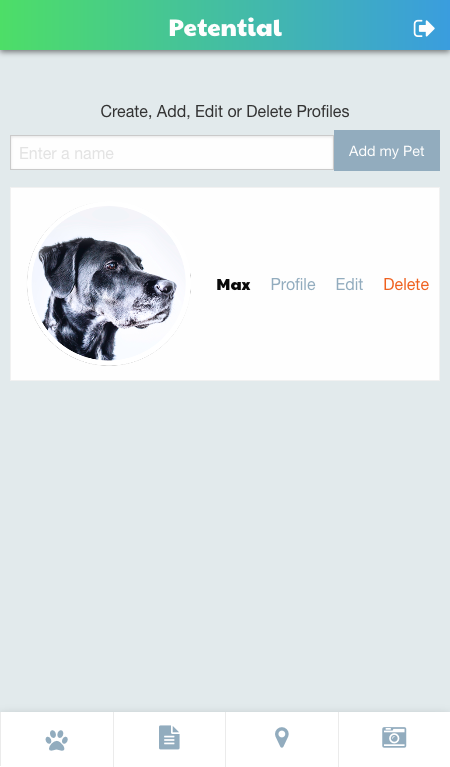 Petential
Create, Add, Edit or Delete Profiles
Enter a name
Add my Pet
Max Profile Edit Delete